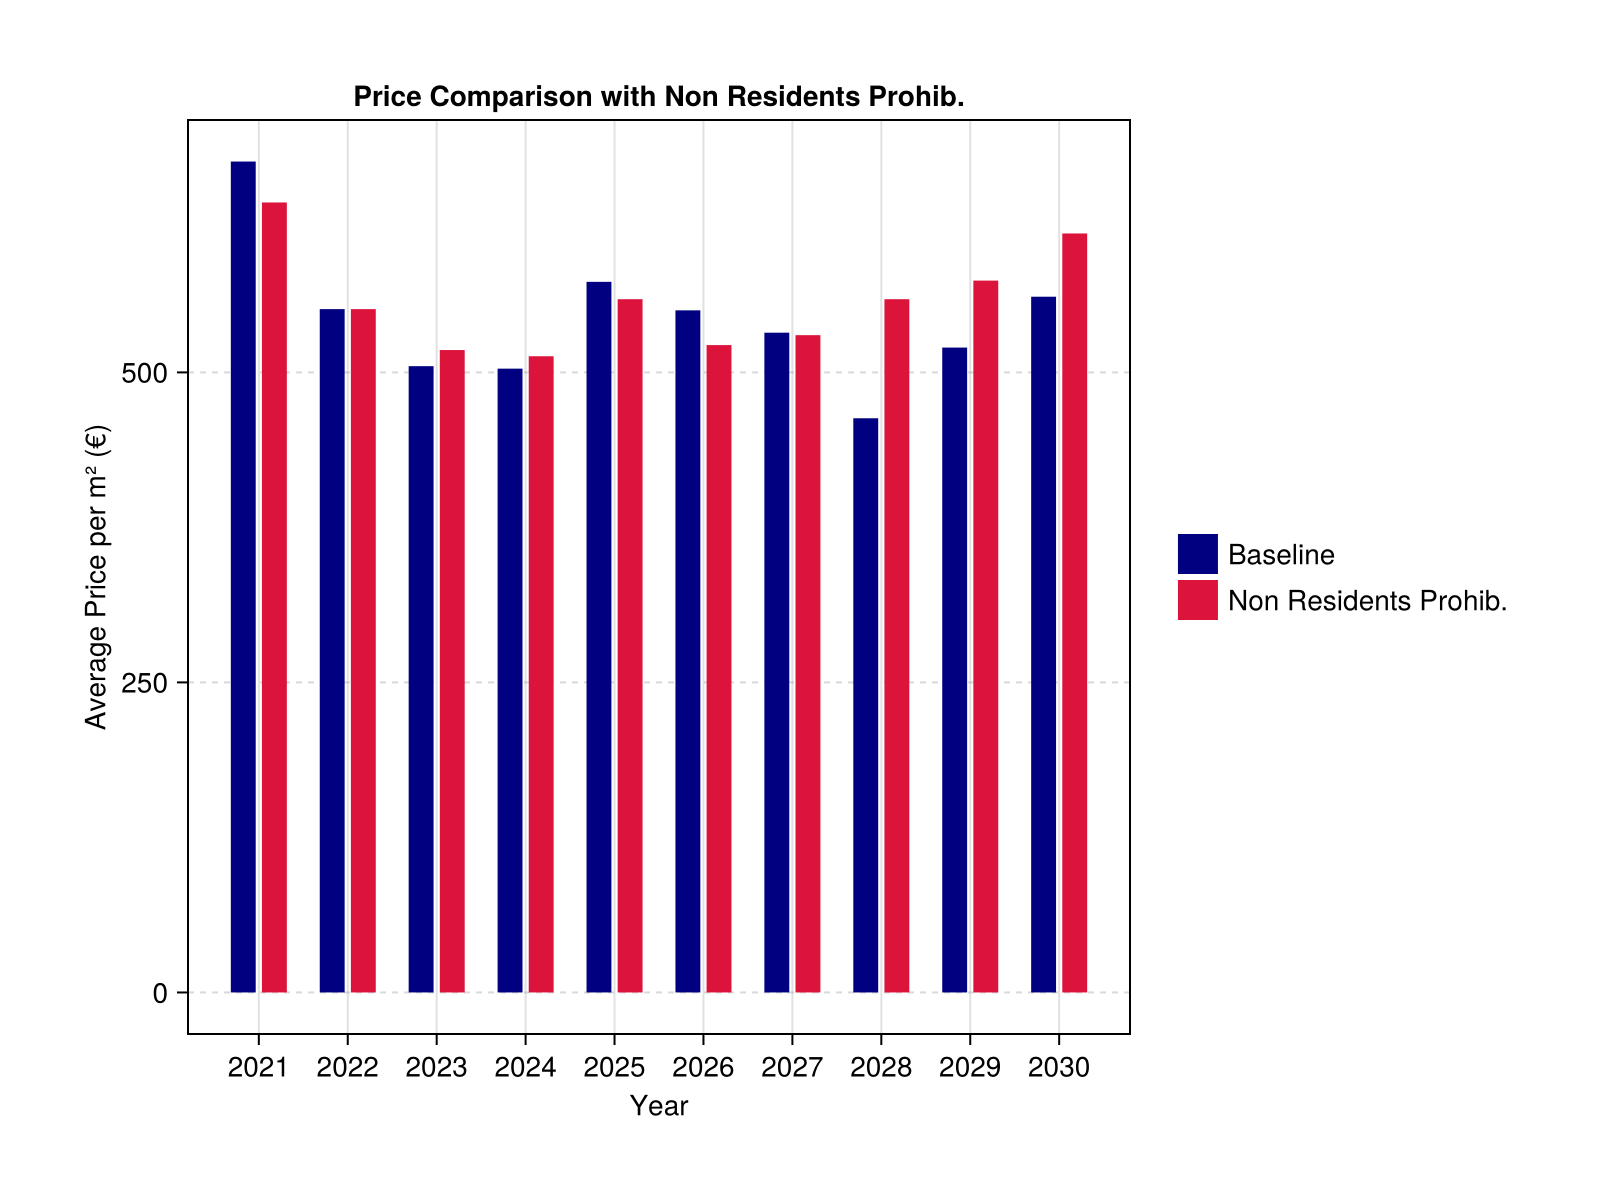 Price Comparison with Non Residents Prohib.
Average Price per m² (€)
500
250
0
2021 2022 2023 2024 2025 2026 2027 2028 2029 2030
Year
Baseline
Non Residents Prohib.